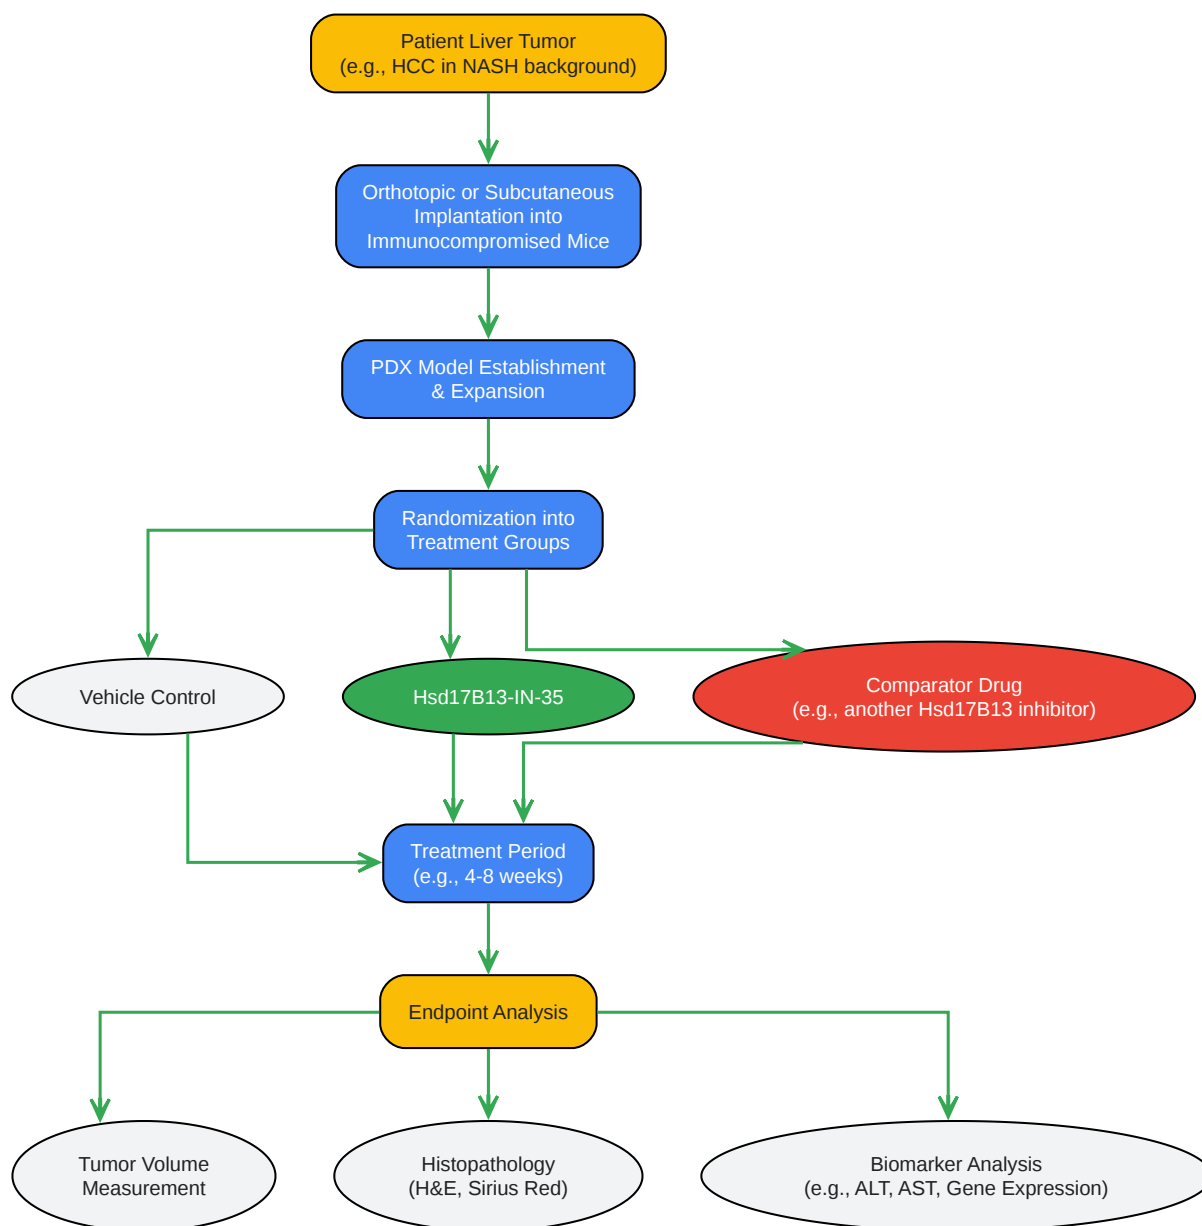 Patient Liver Tumor
(e.g., HCC in NASH background)
Orthotopic or Subcutaneous
Implantation into
Immunocompromised Mice
PDX Model Establishment
& Expansion
Randomization into
Treatment Groups
Vehicle Control
Hsd17B13-IN-35
Comparator Drug
(e.g., another Hsd17B13 inhibitor)
Treatment Period
(e.g., 4-8 weeks)
Endpoint Analysis
Tumor Volume
Measurement
Histopathology
(H&E, Sirius Red)
Biomarker Analysis
(e.g., ALT, AST, Gene Expression)